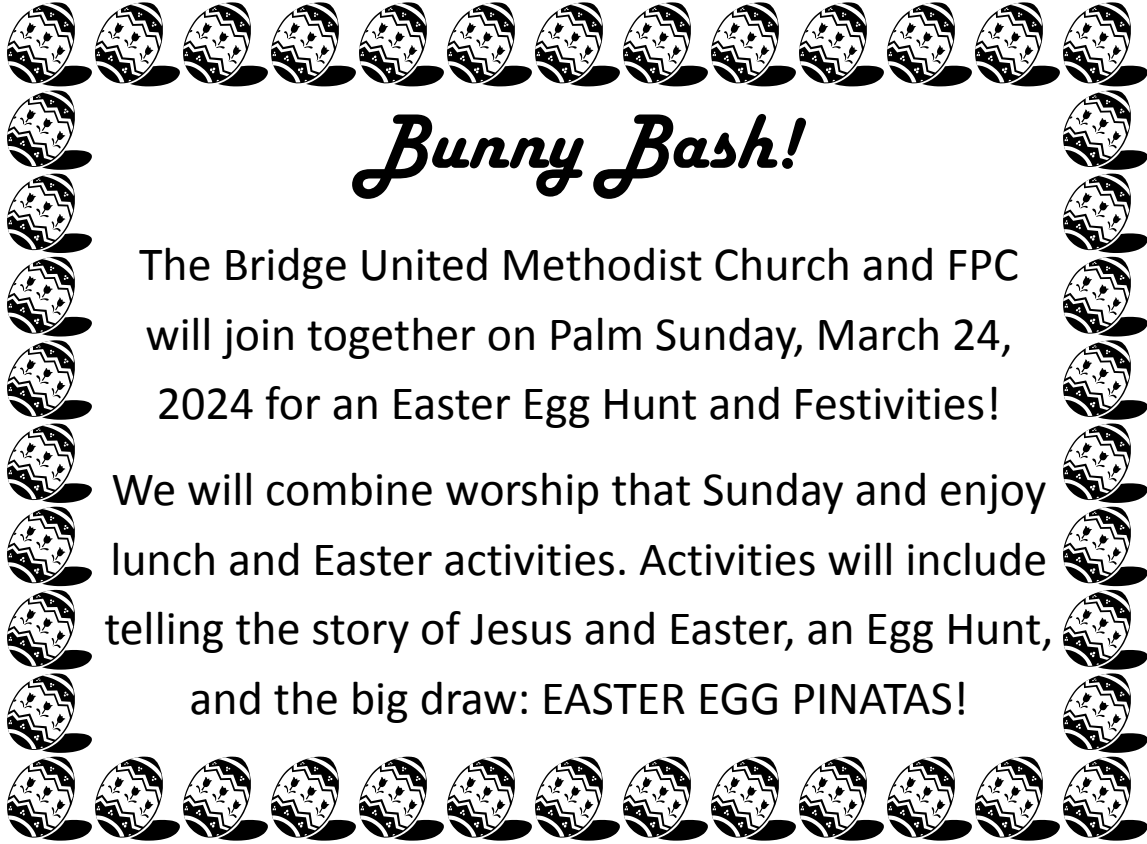 Bunny Bash!
The Bridge United Methodist Church and FPC
will join together on Palm Sunday, March 24,
2024 for an Easter Egg Hunt and Festivities!
We will combine worship that Sunday and enjoy
lunch and Easter activities. Activities will include
telling the story of Jesus and Easter, an Egg Hunt,
and the big draw: EASTER EGG PINATAS!